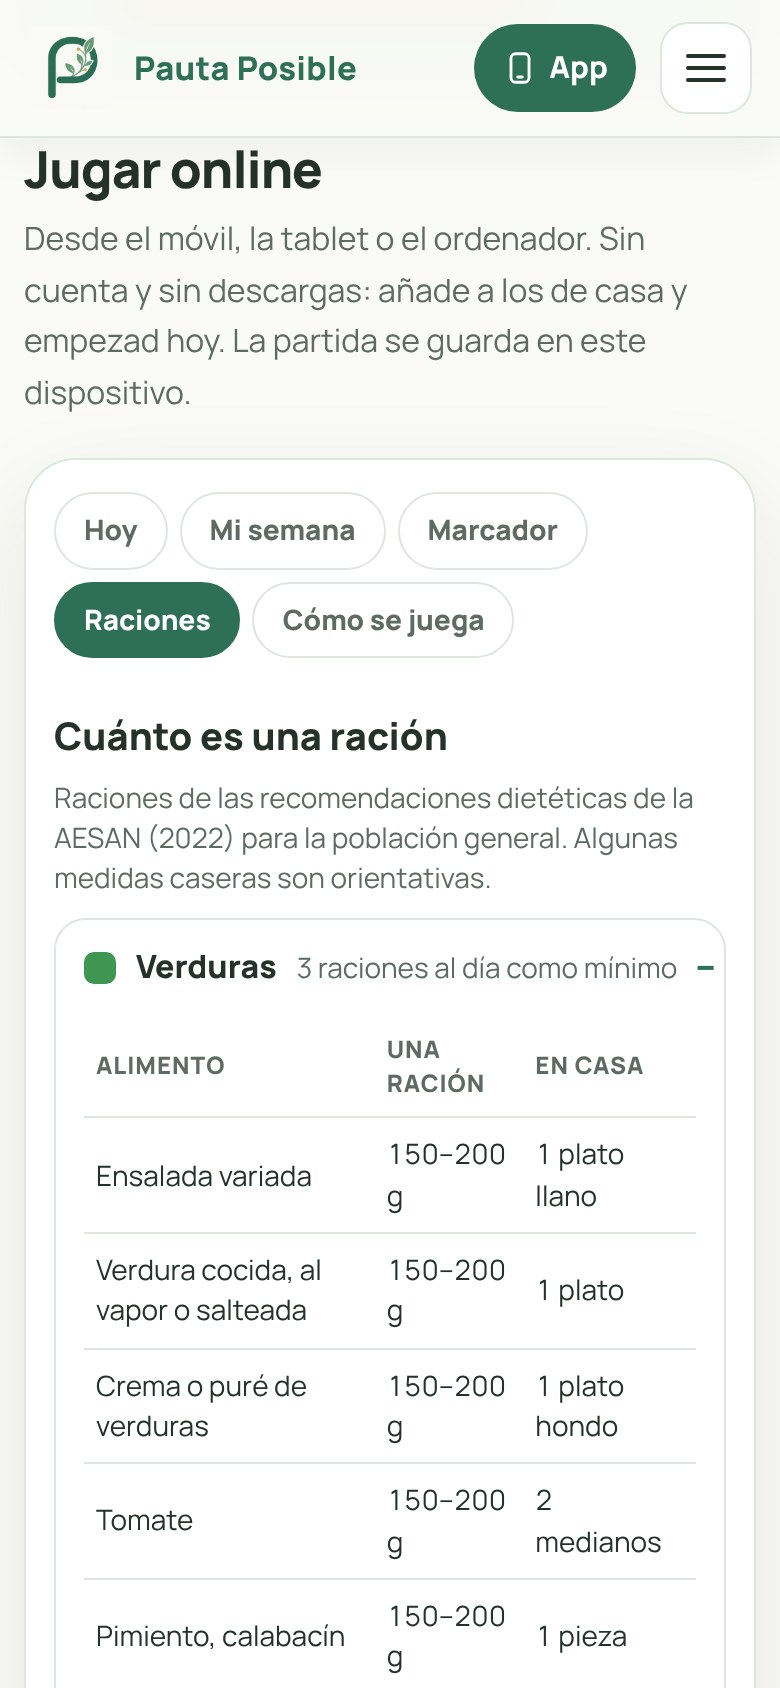 Pauta Posible
App
Jugar online
Desde el móvil, la tablet o el ordenador. Sin
cuenta y sin descargas: añade a los de casa y
empezad hoy. La partida se guarda en este
dispositivo.
Hoy
Mi semana
Marcador
Raciones
Cómo se juega
Cuánto es una ración
Raciones de las recomendaciones dietéticas de la
AESAN (2022) para la población general. Algunas
medidas caseras son orientativas.
Verduras 3 raciones al día como mínimo –
ALIMENTO
UNA
RACIÓN
EN CASA
Ensalada variada
150–200
g
1 plato
llano
Verdura cocida, al
vapor o salteada
150–200
g
1 plato
Crema o puré de
verduras
150–200
g
1 plato
hondo
Tomate
150–200
g
2
medianos
Pimiento, calabacín
150–200
g
1 pieza